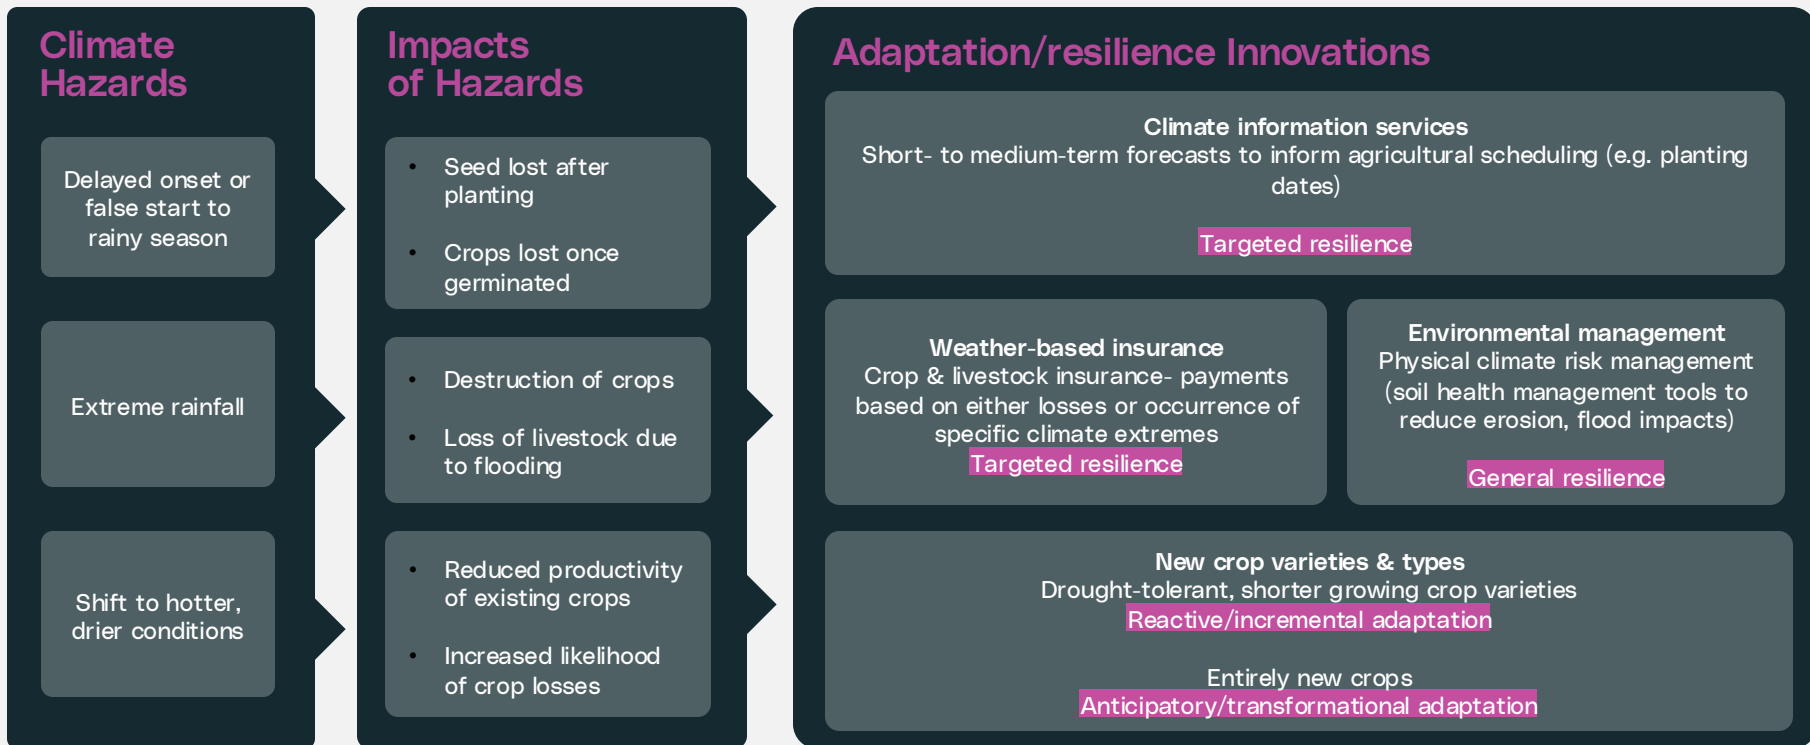 Climate
Hazards
Delayed onset or
false start to
rainy season
Extreme rainfall
Shift to hotter,
drier conditions
Impacts
of Hazards
• Seed lost after
planting
• Crops lost once
germinated
• Destruction of crops
• Loss of livestock due
to flooding
• Reduced productivity
of existing crops
• Increased likelihood
of crop losses
Adaptation/resilience Innovations
Climate information services
Short- to medium-term forecasts to inform agricultural scheduling (e.g. planting
dates)
Targeted resilience
Weather-based insurance
Crop & livestock insurance- payments
based on either losses or occurrence of
specific climate extremes
Targeted resilience
Environmental management
Physical climate risk management
(soil health management tools to
reduce erosion, flood impacts)
General resilience
New crop varieties & types
Drought-tolerant, shorter growing crop varieties
Reactive/incremental adaptation
Entirely new crops
Anticipatory/transformational adaptation